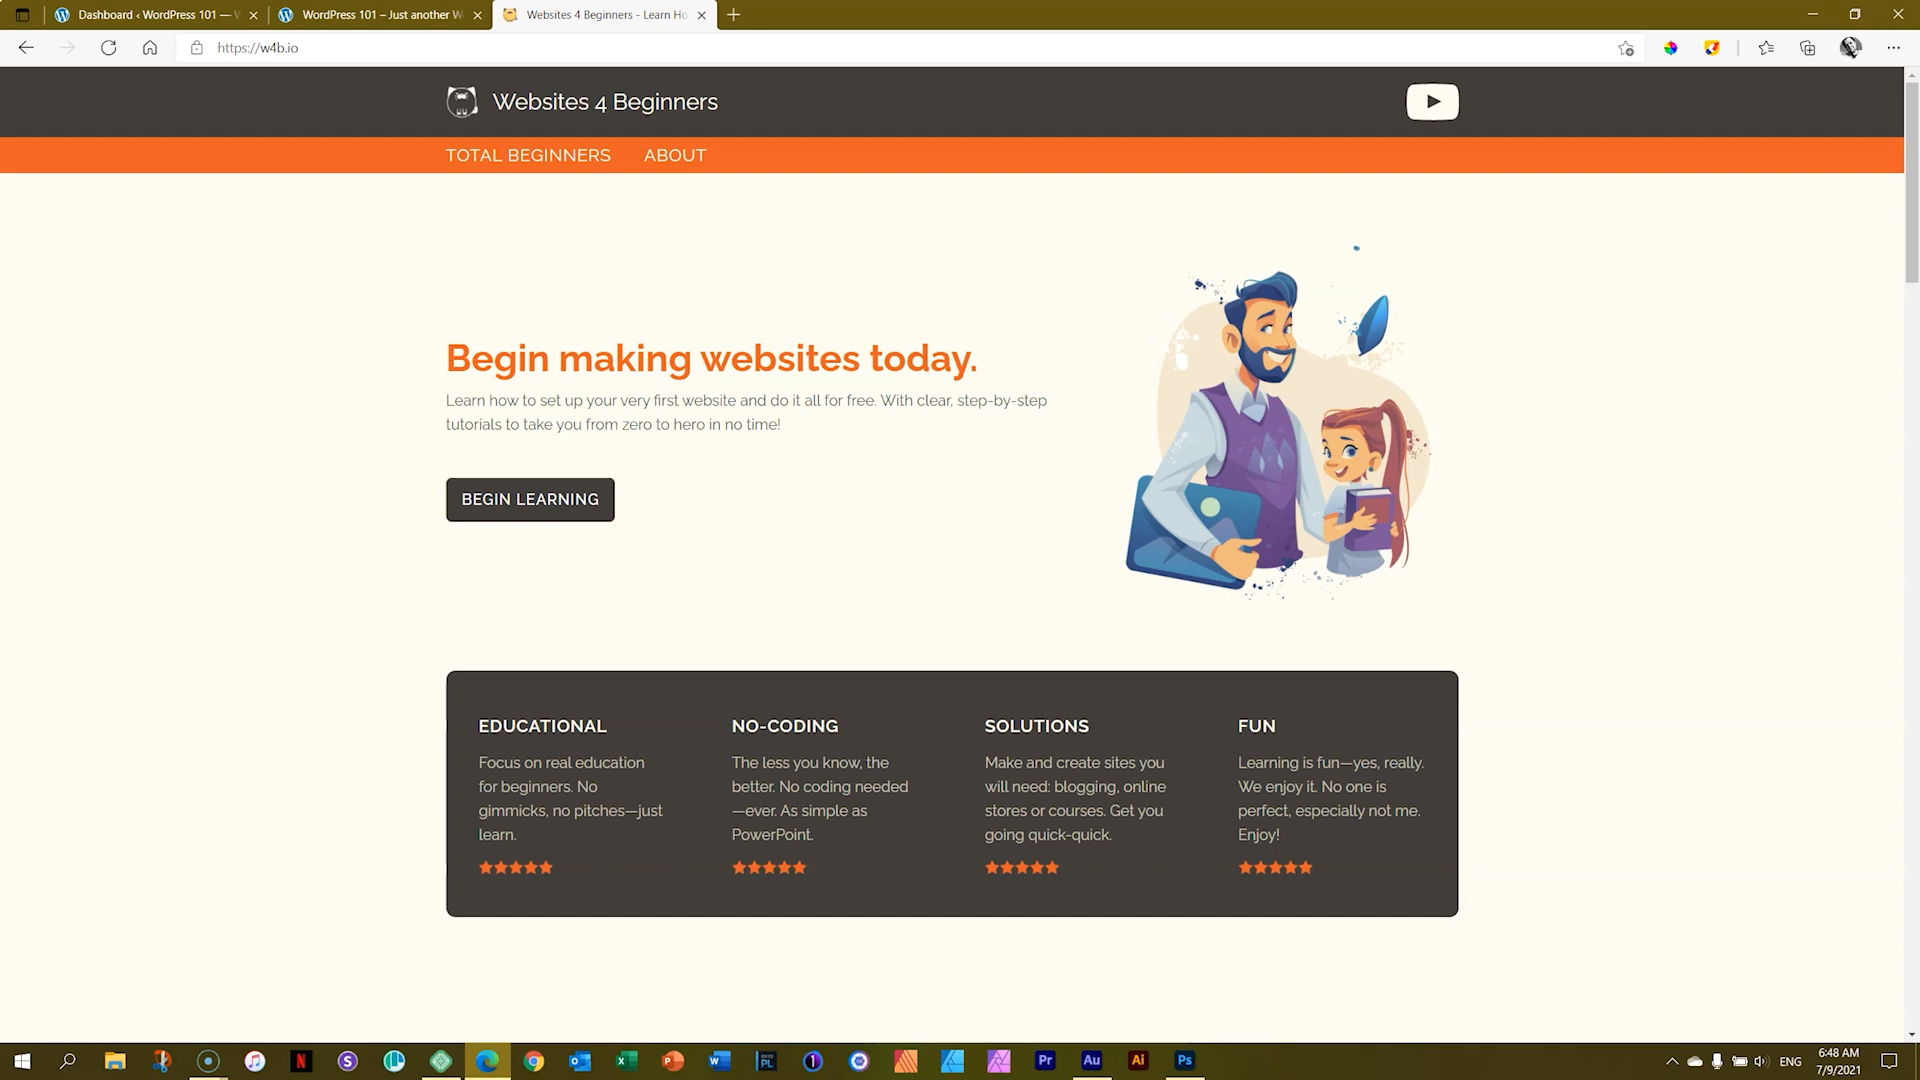 Dashboard ‹ WordPress 101 —
WordPress 101 – Just another W
Websites 4 Beginners - Learn Ho
https://w4b.io
Websites 4 Beginners
TOTAL BEGINNERS ABOUT
Begin making websites today.
Learn how to set up your very first website and do it all for free. With clear, step-by-step
tutorials to take you from zero to hero in no time!
BEGIN LEARNING
EDUCATIONAL
Focus on real education
for beginners. No
gimmicks, no pitches—just
learn.
NO-CODING
The less you know, the
better. No coding needed
—ever. As simple as
PowerPoint.
SOLUTIONS
Make and create sites you
will need: blogging, online
stores or courses. Get you
going quick-quick.
FUN
Learning is fun—yes, really.
We enjoy it. No one is
perfect, especially not me.
Enjoy!
N S PL 1 Pr Au Ai Ps
ENG
6:48 AM
7/9/2021